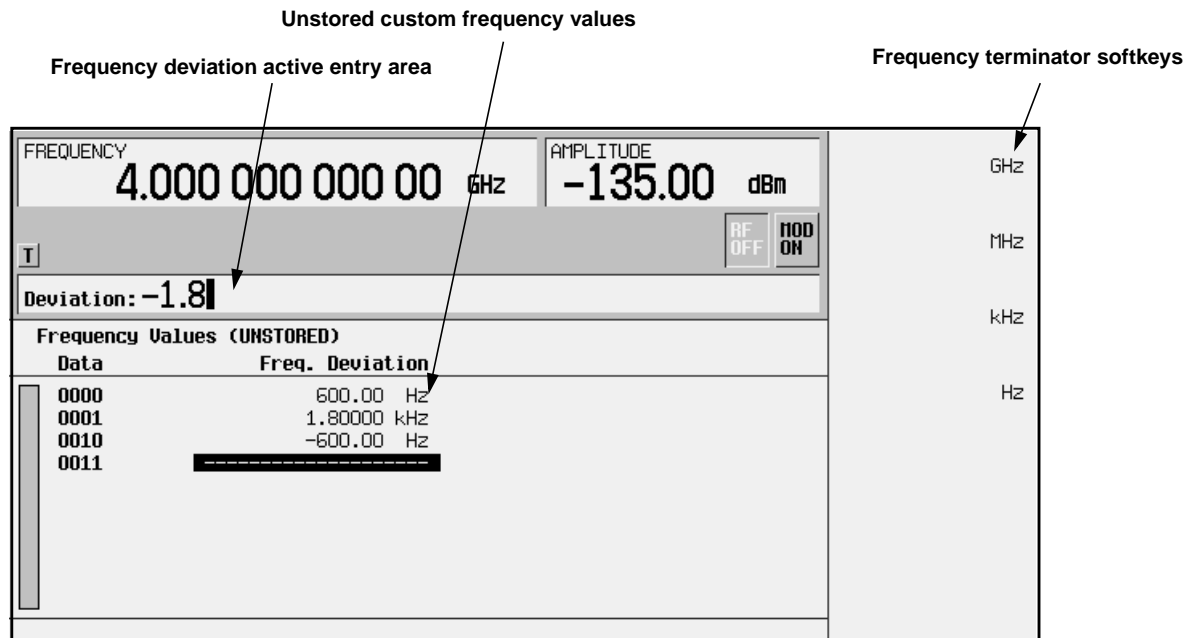 Unstored custom frequency values
Frequency deviation active entry area
Frequency terminator softkeys
FREQUENCY
4.000 000 000 00 GHz
AMPLITUDE
-135.00 dBm
T
RF OFF
MOD ON
Deviation: -1.8
Frequency Values (UNSTORED)
Data Freq. Deviation
0000 600.00 Hz
0001 1.80000 kHz
0010 -600.00 Hz
0011 --------------------
GHz
MHz
kHz
Hz